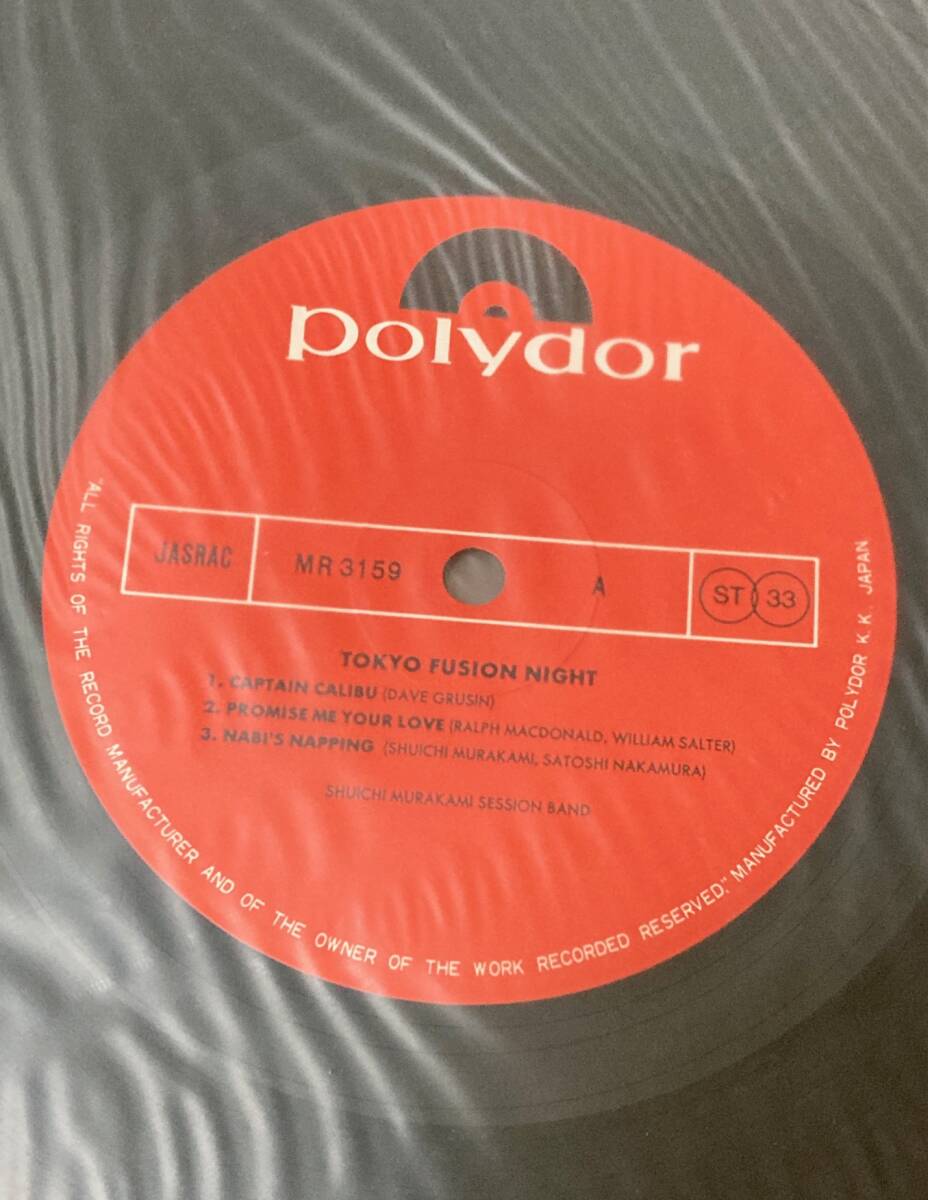 polydor
JASRAC MR 3159 A ST 33
TOKYO FUSION NIGHT
1. CAPTAIN CALIBU (DAVE GRUSIN)
2. PROMISE ME YOUR LOVE (RALPH MACDONALD, WILLIAM SALTER)
3. NABI'S NAPPING (SHUICHI MURAKAMI, SATOSHI NAKAMURA)
SHUICHI MURAKAMI SESSION BAND
"ALL RIGHTS OF THE RECORD MANUFACTURER AND OF THE OWNER OF THE WORK RECORDED RESERVED." MANUFACTURED BY POLYDOR K.K. JAPAN